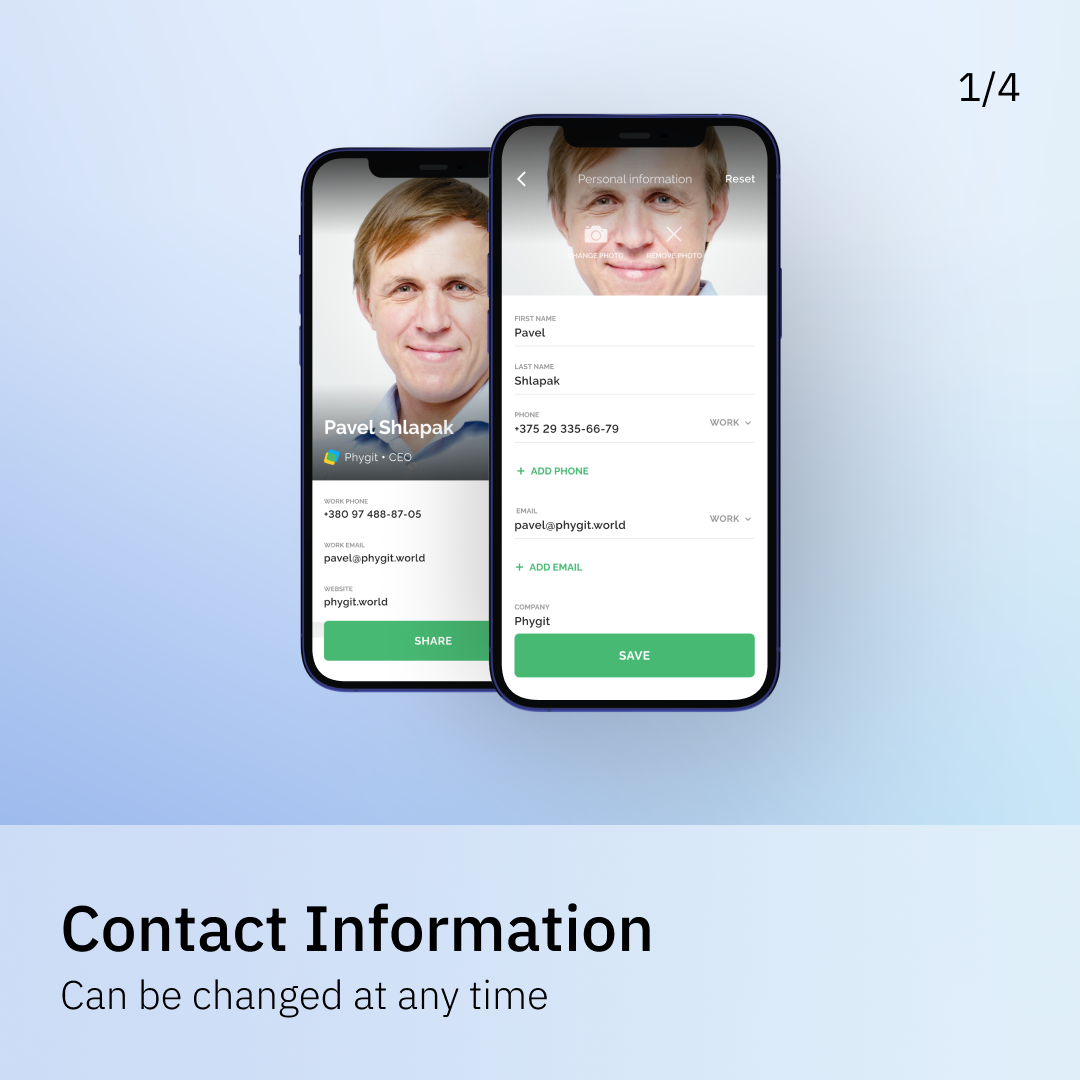 1/4
Pavel Shlapak
Phygit • CEO
WORK PHONE
+380 97 488-87-05
WORK EMAIL
pavel@phygit.world
WEBSITE
phygit.world
SHARE
Personal information
Reset
HANGE PHOTO
REMOVE PHOTO
FIRST NAME
Pavel
LAST NAME
Shlapak
PHONE
+375 29 335-66-79
WORK
+ ADD PHONE
EMAIL
pavel@phygit.world
WORK
+ ADD EMAIL
COMPANY
Phygit
SAVE
Contact Information
Can be changed at any time